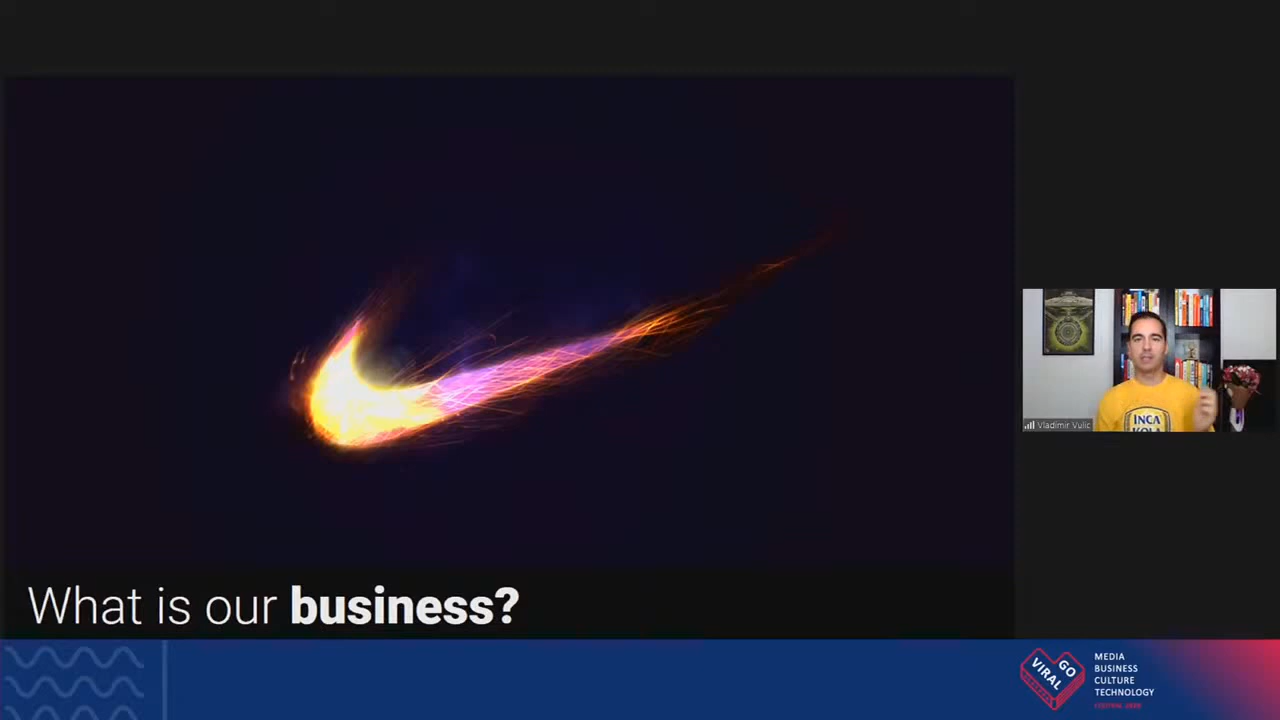 What is our business?
INCA
KOLA
Vladimir Vulic
GO
VIRAL
MEDIA
BUSINESS
CULTURE
TECHNOLOGY